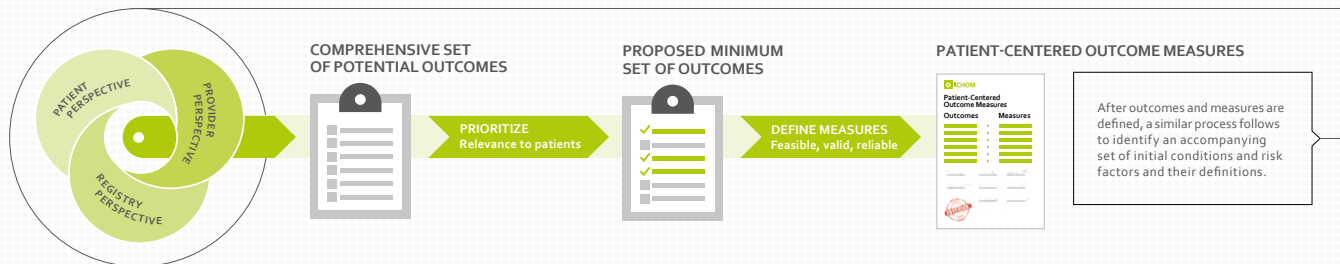 PATIENT
PERSPECTIVE
PROVIDER
PERSPECTIVE
REGISTRY
PERSPECTIVE
COMPREHENSIVE SET
OF POTENTIAL OUTCOMES
PRIORITIZE
Relevance to patients
PROPOSED MINIMUM
SET OF OUTCOMES
DEFINE MEASURES
Feasible, valid, reliable
PATIENT-CENTERED OUTCOME MEASURES
ICHOM
Patient-Centered
Outcome Measures
Outcomes Measures
After outcomes and measures are
defined, a similar process follows
to identify an accompanying
set of initial conditions and risk
factors and their definitions.